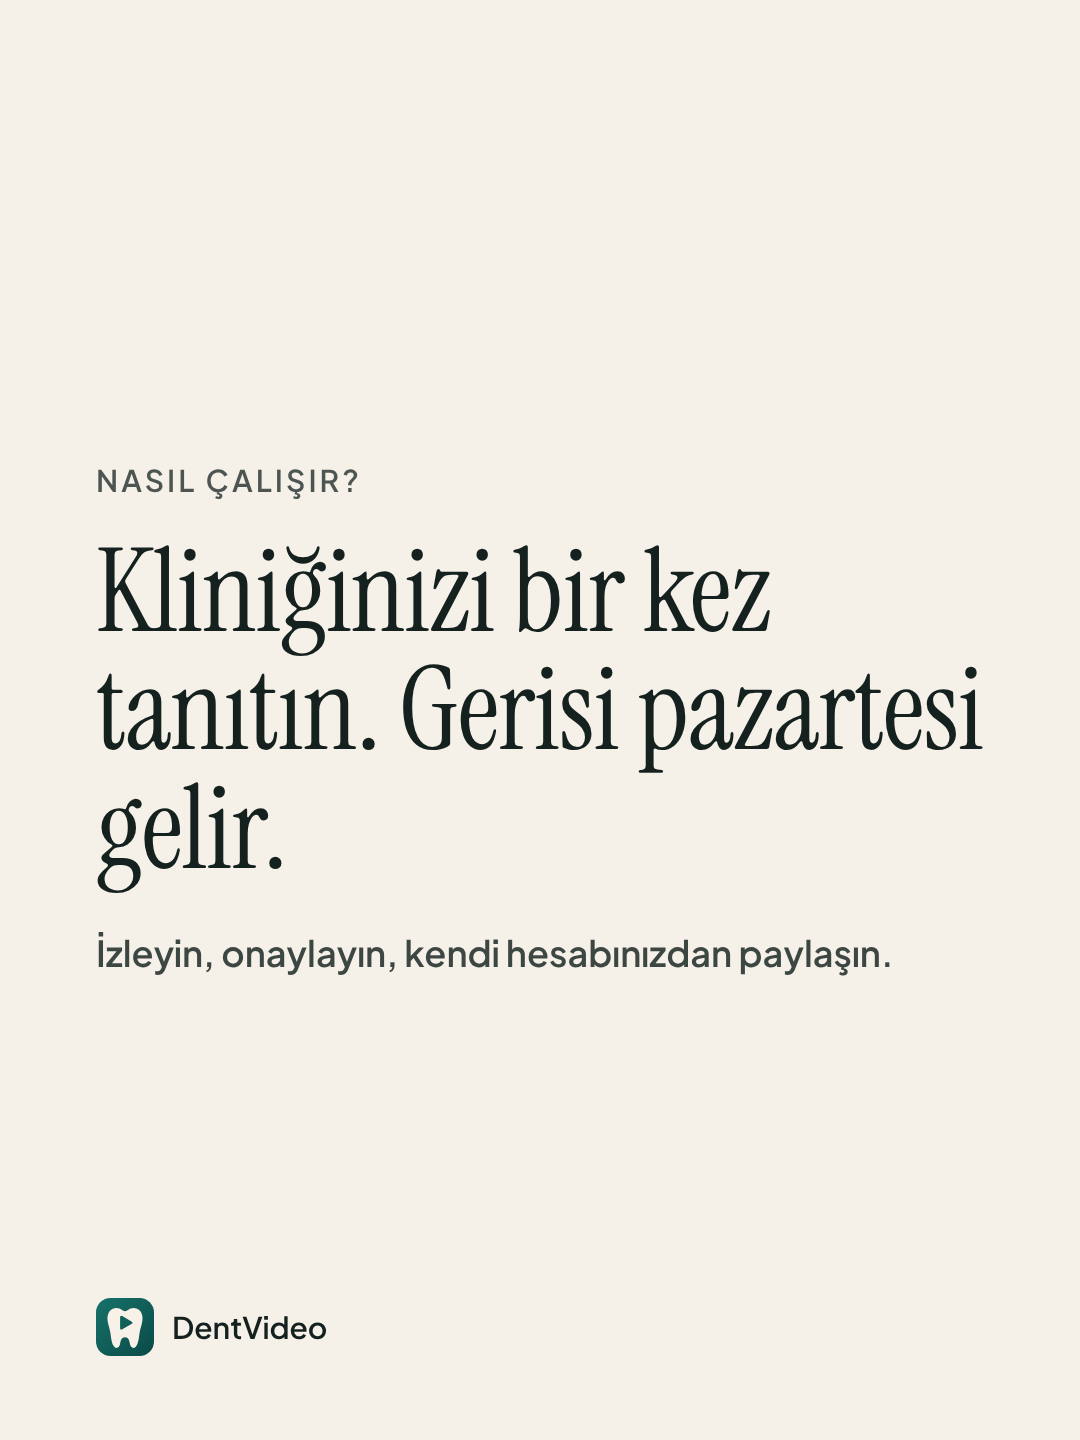 NASIL ÇALIŞIR?
Kliniğinizi bir kez
tanıtın. Gerisi pazartesi
gelir.
İzleyin, onaylayın, kendi hesabınızdan paylaşın.
DentVideo